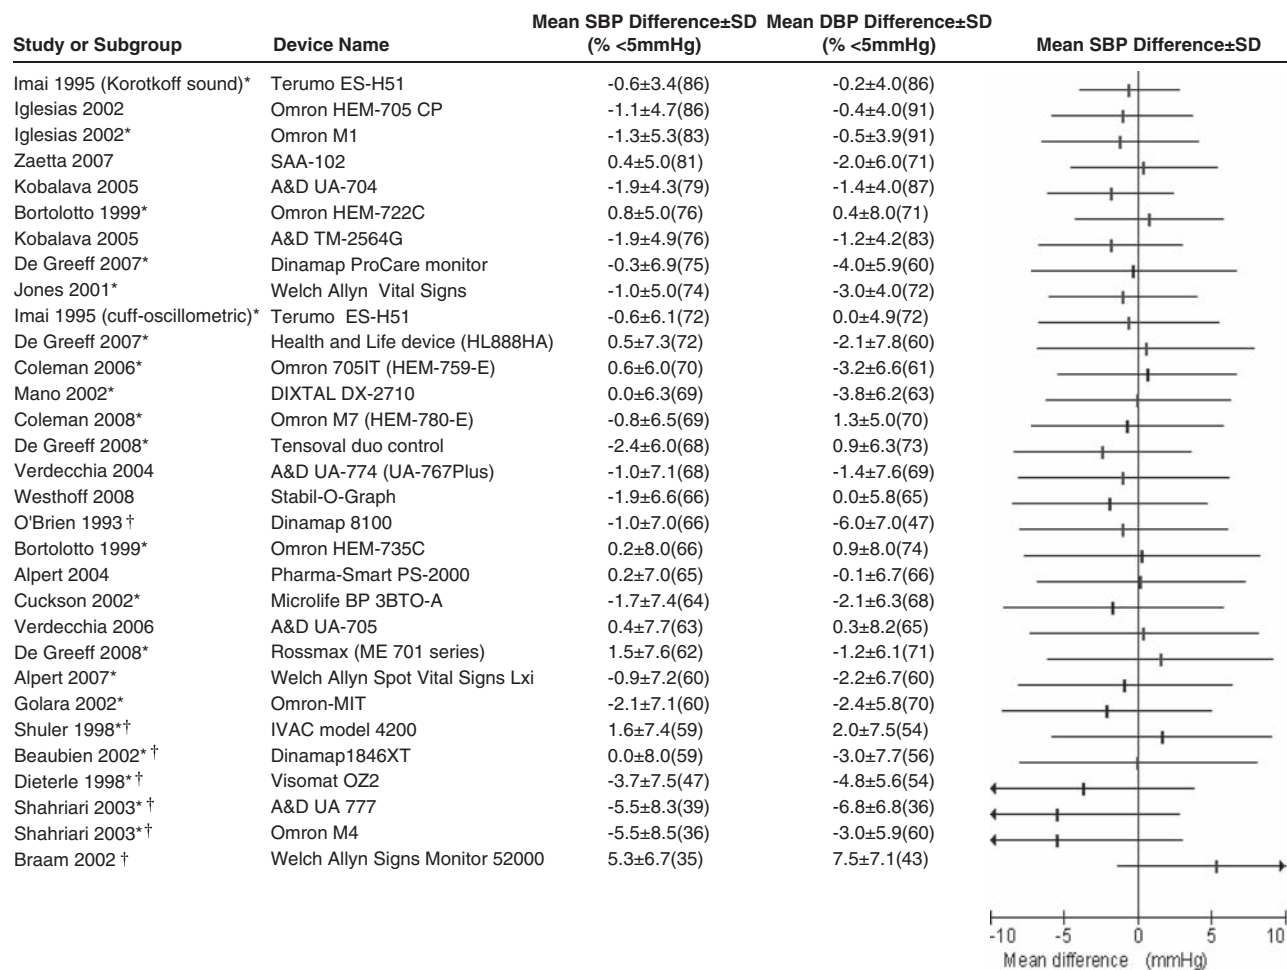 Mean SBP Difference±SD Mean DBP Difference±SD
Study or Subgroup Device Name (% <5mmHg) (% <5mmHg) Mean SBP Difference±SD
Imai 1995 (Korotkoff sound)* Terumo ES-H51 -0.6±3.4(86) -0.2±4.0(86)
Iglesias 2002 Omron HEM-705 CP -1.1±4.7(86) -0.4±4.0(91)
Iglesias 2002* Omron M1 -1.3±5.3(83) -0.5±3.9(91)
Zaetta 2007 SAA-102 0.4±5.0(81) -2.0±6.0(71)
Kobalava 2005 A&D UA-704 -1.9±4.3(79) -1.4±4.0(87)
Bortolotto 1999* Omron HEM-722C 0.8±5.0(76) 0.4±8.0(71)
Kobalava 2005 A&D TM-2564G -1.9±4.9(76) -1.2±4.2(83)
De Greeff 2007* Dinamap ProCare monitor -0.3±6.9(75) -4.0±5.9(60)
Jones 2001* Welch Allyn Vital Signs -1.0±5.0(74) -3.0±4.0(72)
Imai 1995 (cuff-oscillometric)* Terumo ES-H51 -0.6±6.1(72) 0.0±4.9(72)
De Greeff 2007* Health and Life device (HL888HA) 0.5±7.3(72) -2.1±7.8(60)
Coleman 2006* Omron 705IT (HEM-759-E) 0.6±6.0(70) -3.2±6.6(61)
Mano 2002* DIXTAL DX-2710 0.0±6.3(69) -3.8±6.2(63)
Coleman 2008* Omron M7 (HEM-780-E) -0.8±6.5(69) 1.3±5.0(70)
De Greeff 2008* Tensoval duo control -2.4±6.0(68) 0.9±6.3(73)
Verdecchia 2004 A&D UA-774 (UA-767Plus) -1.0±7.1(68) -1.4±7.6(69)
Westhoff 2008 Stabil-O-Graph -1.9±6.6(66) 0.0±5.8(65)
O'Brien 1993 † Dinamap 8100 -1.0±7.0(66) -6.0±7.0(47)
Bortolotto 1999* Omron HEM-735C 0.2±8.0(66) 0.9±8.0(74)
Alpert 2004 Pharma-Smart PS-2000 0.2±7.0(65) -0.1±6.7(66)
Cuckson 2002* Microlife BP 3BTO-A -1.7±7.4(64) -2.1±6.3(68)
Verdecchia 2006 A&D UA-705 0.4±7.7(63) 0.3±8.2(65)
De Greeff 2008* Rossmax (ME 701 series) 1.5±7.6(62) -1.2±6.1(71)
Alpert 2007* Welch Allyn Spot Vital Signs Lxi -0.9±7.2(60) -2.2±6.7(60)
Golara 2002* Omron-MIT -2.1±7.1(60) -2.4±5.8(70)
Shuler 1998*† IVAC model 4200 1.6±7.4(59) 2.0±7.5(54)
Beaubien 2002*† Dinamap1846XT 0.0±8.0(59) -3.0±7.7(56)
Dieterle 1998*† Visomat OZ2 -3.7±7.5(47) -4.8±5.6(54)
Shahriari 2003*† A&D UA 777 -5.5±8.3(39) -6.8±6.8(36)
Shahriari 2003*† Omron M4 -5.5±8.5(36) -3.0±5.9(60)
Braam 2002 † Welch Allyn Signs Monitor 52000 5.3±6.7(35) 7.5±7.1(43)
-10 -5 0 5 10
Mean difference (mmHg)